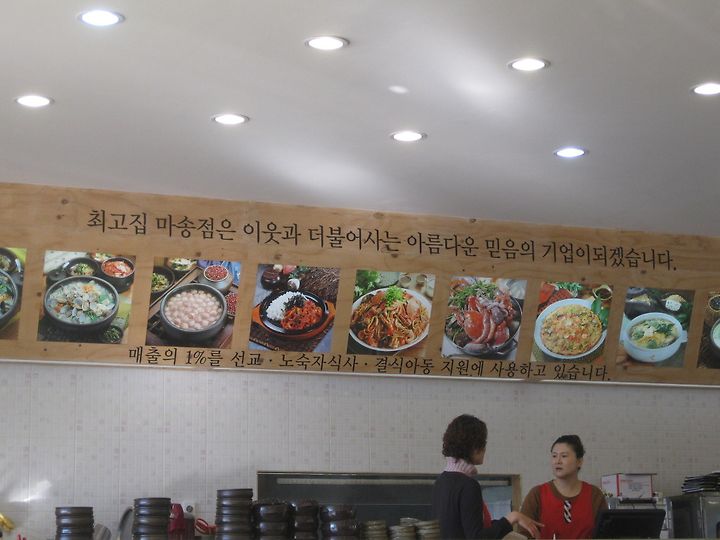 최고집 마송점은 이웃과 더불어사는 아름다운 믿음의 기업이되겠습니다.
매출의 1%를 선교 · 노숙자식사 · 결식아동 지원에 사용하고 있습니다.